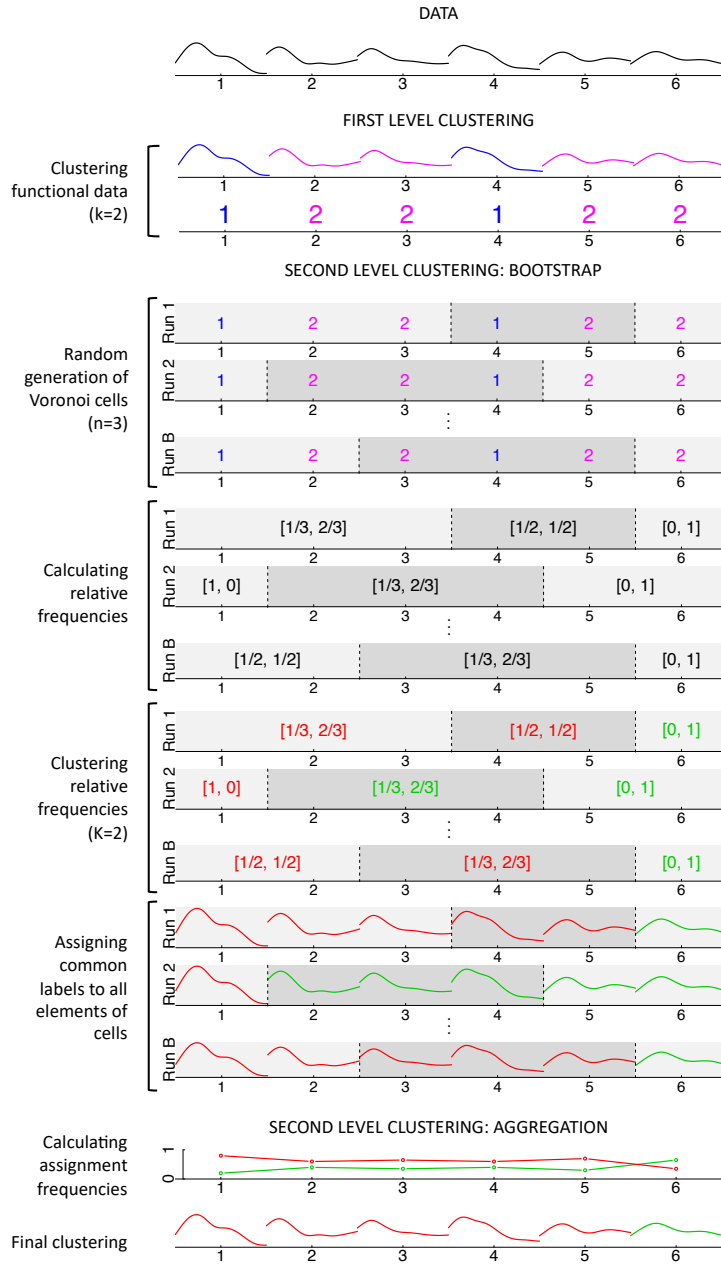 DATA
1 2 3 4 5 6
FIRST LEVEL CLUSTERING
Clustering
functional data
(k=2)
1 2 3 4 5 6
1 2 2 1 2 2
1 2 3 4 5 6
SECOND LEVEL CLUSTERING: BOOTSTRAP
Random
generation of
Voronoi cells
(n=3)
Run 1
1 2 2 1 2 2
1 2 3 4 5 6
Run 2
1 2 2 1 2 2
1 2 3 4 5 6
⋮
Run B
1 2 2 1 2 2
1 2 3 4 5 6
Calculating
relative
frequencies
Run 1
[1/3, 2/3] [1/2, 1/2] [0, 1]
1 2 3 4 5 6
Run 2
[1, 0] [1/3, 2/3] [0, 1]
1 2 3 4 5 6
⋮
Run B
[1/2, 1/2] [1/3, 2/3] [0, 1]
1 2 3 4 5 6
Clustering
relative
frequencies
(K=2)
Run 1
[1/3, 2/3] [1/2, 1/2] [0, 1]
1 2 3 4 5 6
Run 2
[1, 0] [1/3, 2/3] [0, 1]
1 2 3 4 5 6
⋮
Run B
[1/2, 1/2] [1/3, 2/3] [0, 1]
1 2 3 4 5 6
Assigning
common
labels to all
elements of
cells
Run 1
1 2 3 4 5 6
Run 2
1 2 3 4 5 6
⋮
Run B
1 2 3 4 5 6
SECOND LEVEL CLUSTERING: AGGREGATION
Calculating
assignment
frequencies
0 1
1 2 3 4 5 6
Final clustering
1 2 3 4 5 6